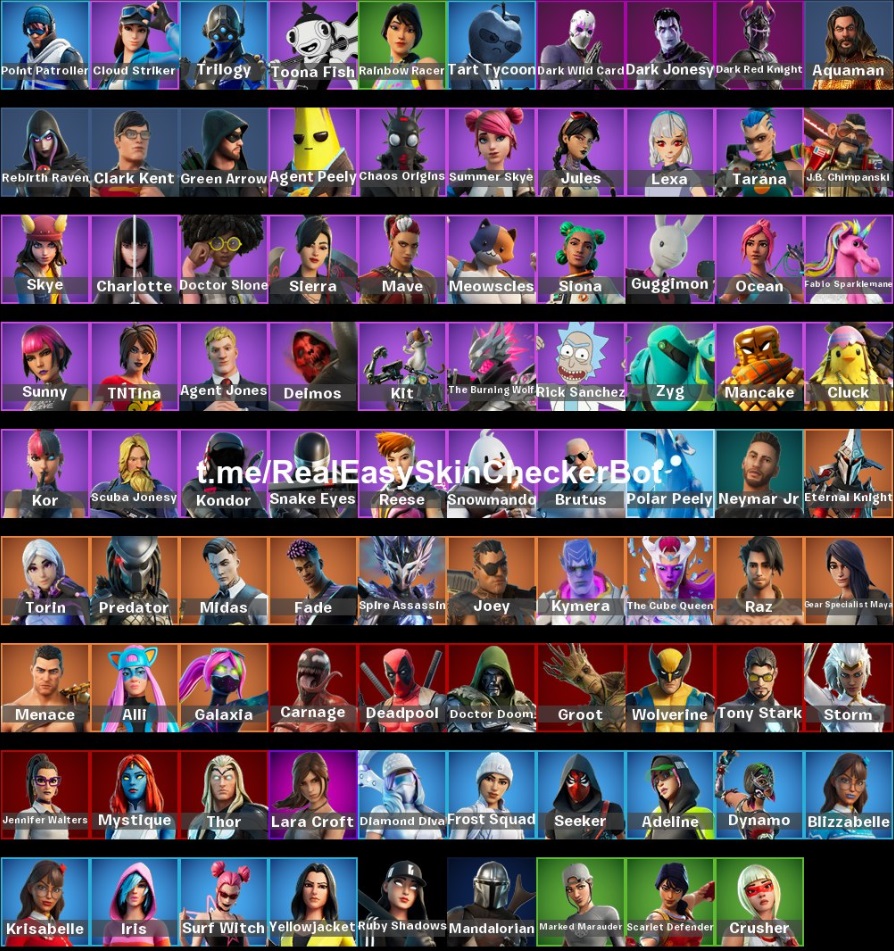 Point Patroller Cloud Striker Trilogy Toona Fish Rainbow Racer Tart Tycoon Dark Wild Card Dark Jonesy Dark Red Knight Aquaman
Rebirth Raven Clark Kent Green Arrow Agent Peely Chaos Origins Summer Skye Jules Lexa Tarana J.B. Chimpanski
Skye Charlotte Doctor Slone Sierra Mave Meowscles Siona Guggimon Ocean Fabio Sparklemane
Sunny TNTina Agent Jones Deimos Kit The Burning Wolf Rick Sanchez Zyg Mancake Cluck
t.me/RealEasySkinCheckerBot
Kor Scuba Jonesy Kondor Snake Eyes Reese Snowmando Brutus Polar Peely Neymar Jr Eternal Knight
Torin Predator Midas Fade Spire Assassin Joey Kymera The Cube Queen Raz Gear Specialist Maya
Menace Alli Galaxia Carnage Deadpool Doctor Doom Groot Wolverine Tony Stark Storm
Jennifer Walters Mystique Thor Lara Croft Diamond Diva Frost Squad Seeker Adeline Dynamo Blizzabelle
Krisabelle Iris Surf Witch YellowJacket Ruby Shadows Mandalorian Marked Marauder Scarlet Defender Crusher